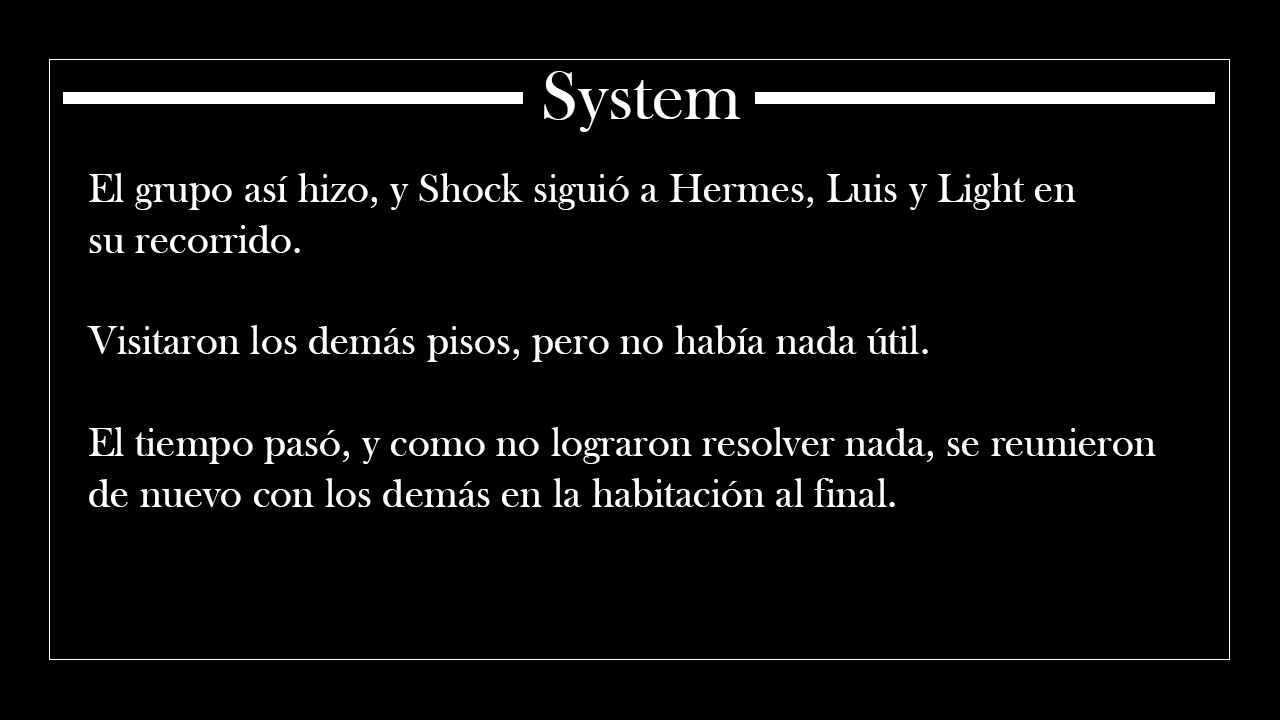 System
El grupo así hizo, y Shock siguió a Hermes, Luis y Light en
su recorrido.
Visitaron los demás pisos, pero no había nada útil.
El tiempo pasó, y como no lograron resolver nada, se reunieron
de nuevo con los demás en la habitación al final.